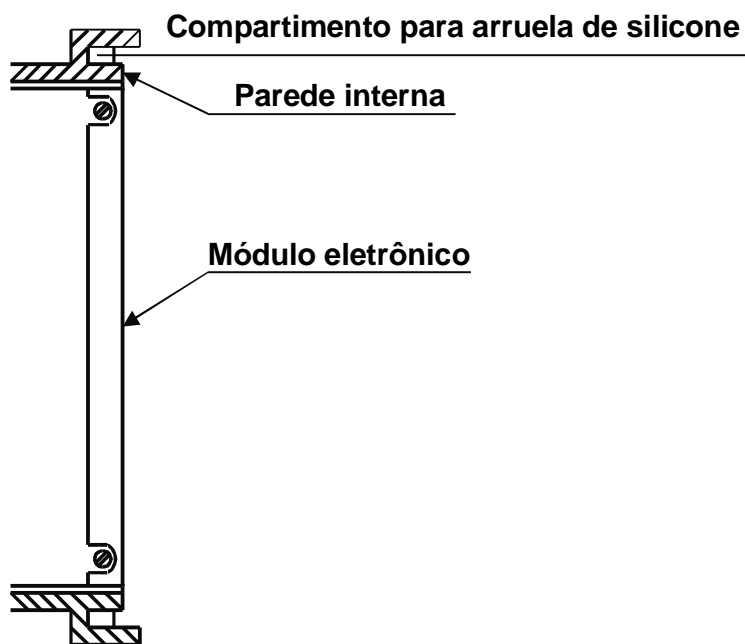 Compartimento para arruela de silicone
Parede interna
Módulo eletrônico